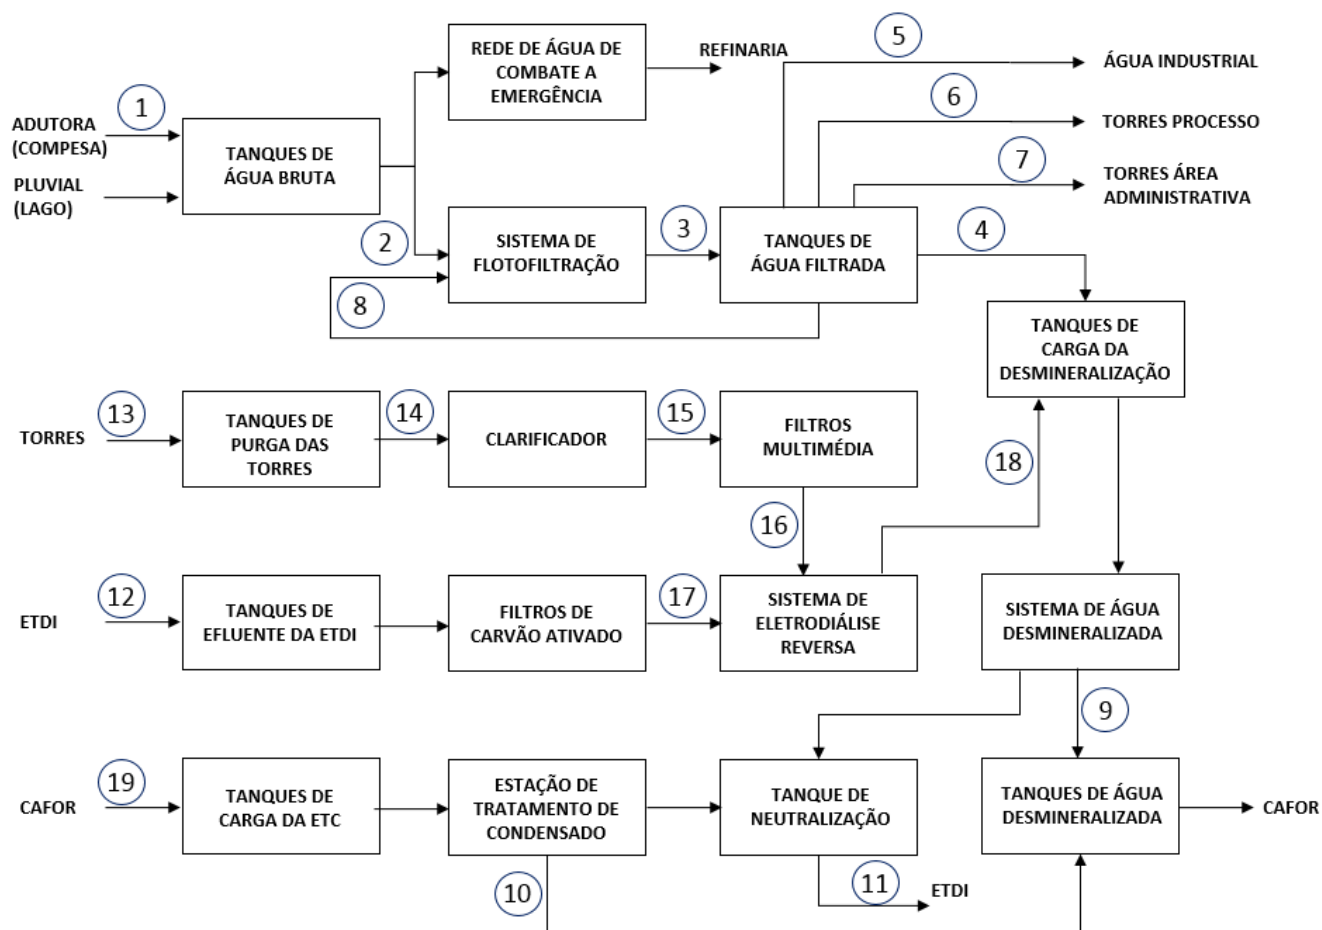 REDE DE ÁGUA DE
COMBATE A
EMERGÊNCIA
REFINARIA
5
ÁGUA INDUSTRIAL
6
TORRES PROCESSO
7
TORRES ÁREA
ADMINISTRATIVA
1
ADUTORA
(COMPESA)
PLUVIAL
(LAGO)
TANQUES DE
ÁGUA BRUTA
2
SISTEMA DE
FLOTOFILTRAÇÃO
3
TANQUES DE
ÁGUA FILTRADA
4
8
TANQUES DE
CARGA DA
DESMINERALIZAÇÃO
13
TORRES
TANQUES DE
PURGA DAS
TORRES
14
CLARIFICADOR
15
FILTROS
MULTIMÉDIA
18
16
12
ETDI
TANQUES DE
EFLUENTE DA ETDI
FILTROS DE
CARVÃO ATIVADO
17
SISTEMA DE
ELETRODIÁLISE
REVERSA
SISTEMA DE ÁGUA
DESMINERALIZADA
9
19
CAFOR
TANQUES DE
CARGA DA ETC
ESTAÇÃO DE
TRATAMENTO DE
CONDENSADO
TANQUE DE
NEUTRALIZAÇÃO
TANQUES DE ÁGUA
DESMINERALIZADA
CAFOR
10
11
ETDI